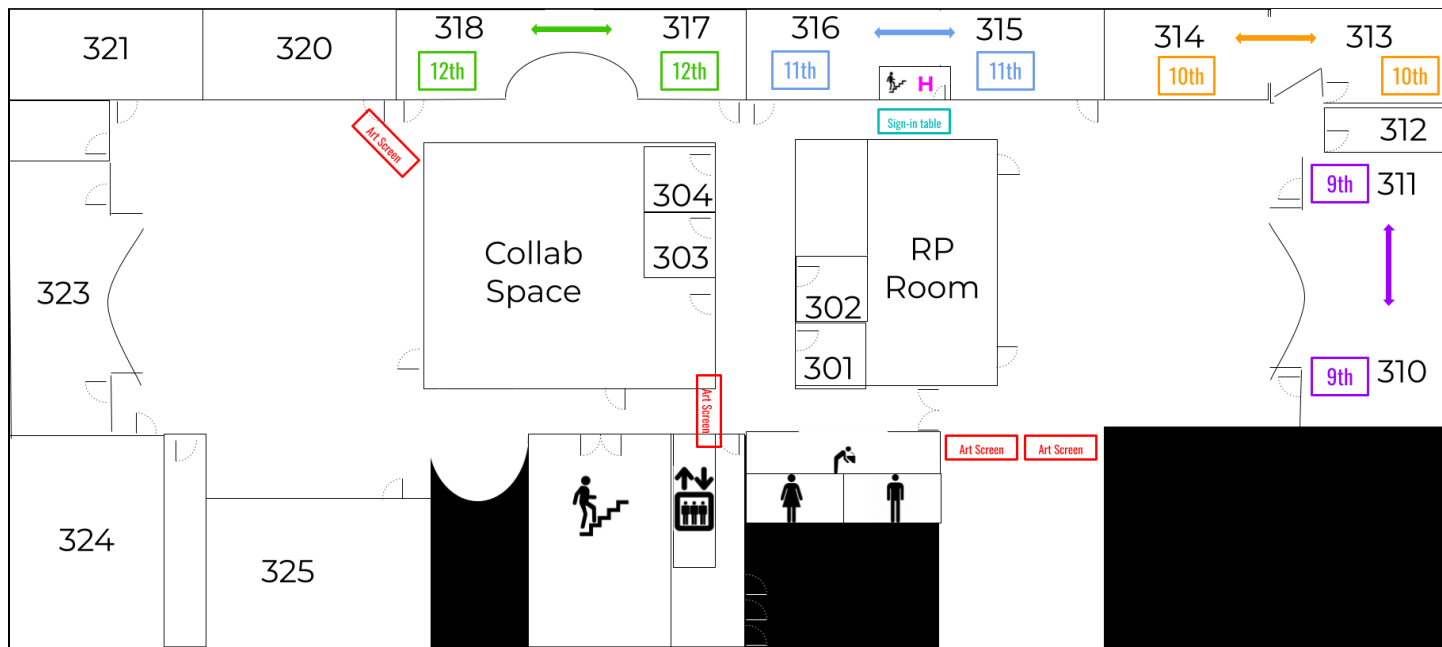 321
320
318
317
316
315
314
313
12th
12th
11th
11th
10th
10th
H
Sign-in table
Art Screen
312
304
9th
311
303
Collab
Space
RP
Room
323
302
301
9th
310
Art Screen
Art Screen
Art Screen
324
325